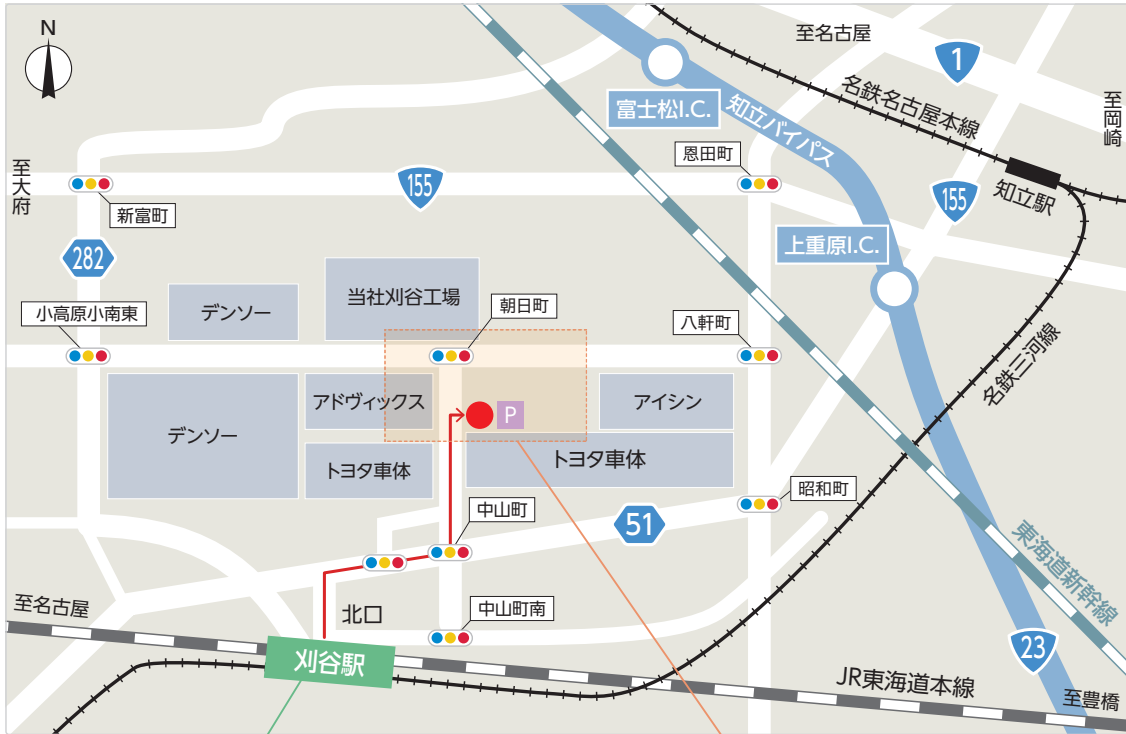 N
至名古屋
1
至岡崎
名鉄名古屋本線
富士松I.C.
知立バイパス
恩田町
至大府
155
155
知立駅
新富町
上重原I.C.
282
当社刈谷工場
デンソー
小高原小南東
朝日町
八軒町
名鉄三河線
アドヴィックス
アイシン
P
デンソー
トヨタ車体
トヨタ車体
昭和町
中山町
51
東海道新幹線
至名古屋
北口
中山町南
刈谷駅
23
JR東海道本線
至豊橋